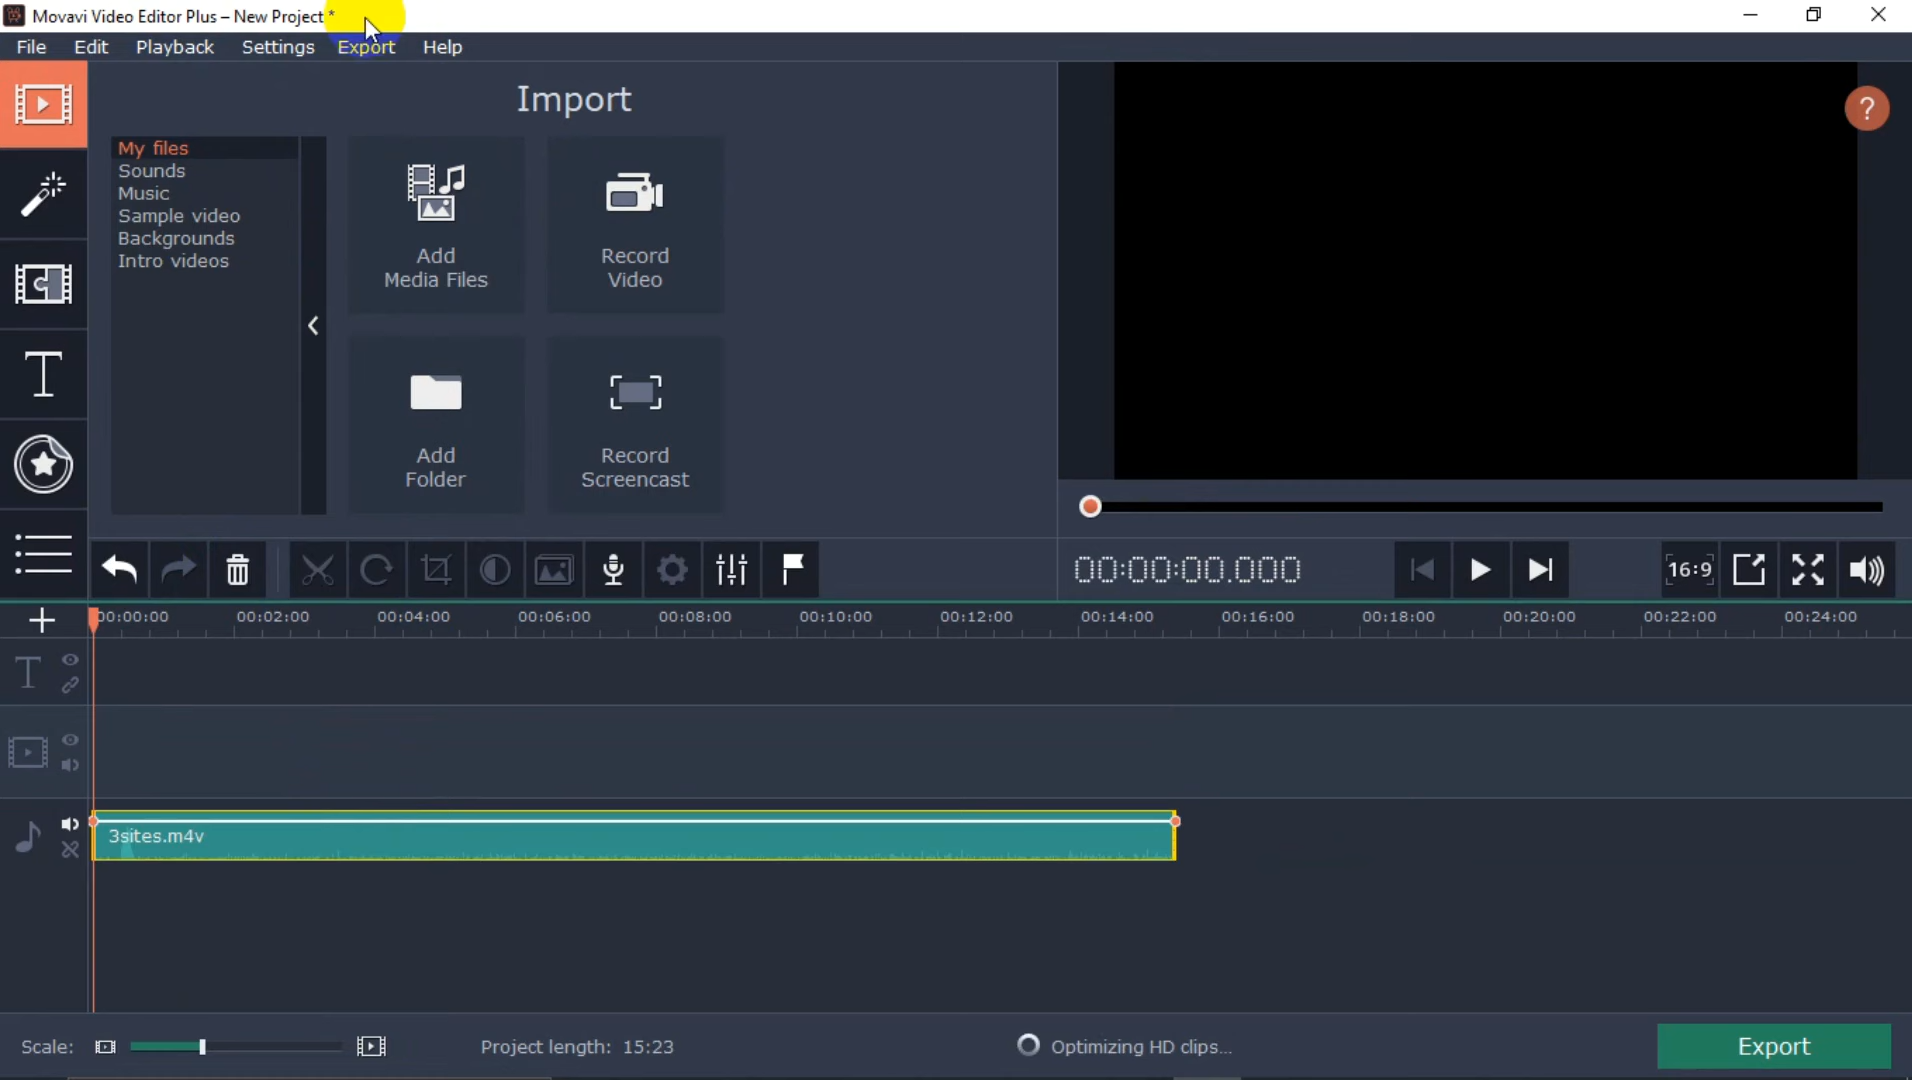 Movavi Video Editor Plus – New Project *
File Edit Playback Settings Export Help
Import
My files
Sounds
Music
Sample video
Backgrounds
Intro videos
Add
Media Files
Record
Video
Add
Folder
Record
Screencast
?
T
00:00:00.000
16:9
00:00:00 00:02:00 00:04:00 00:06:00 00:08:00 00:10:00 00:12:00 00:14:00 00:16:00 00:18:00 00:20:00 00:22:00 00:24:00
T
3sites.m4v
Scale:
Project length: 15:23
Optimizing HD clips...
Export